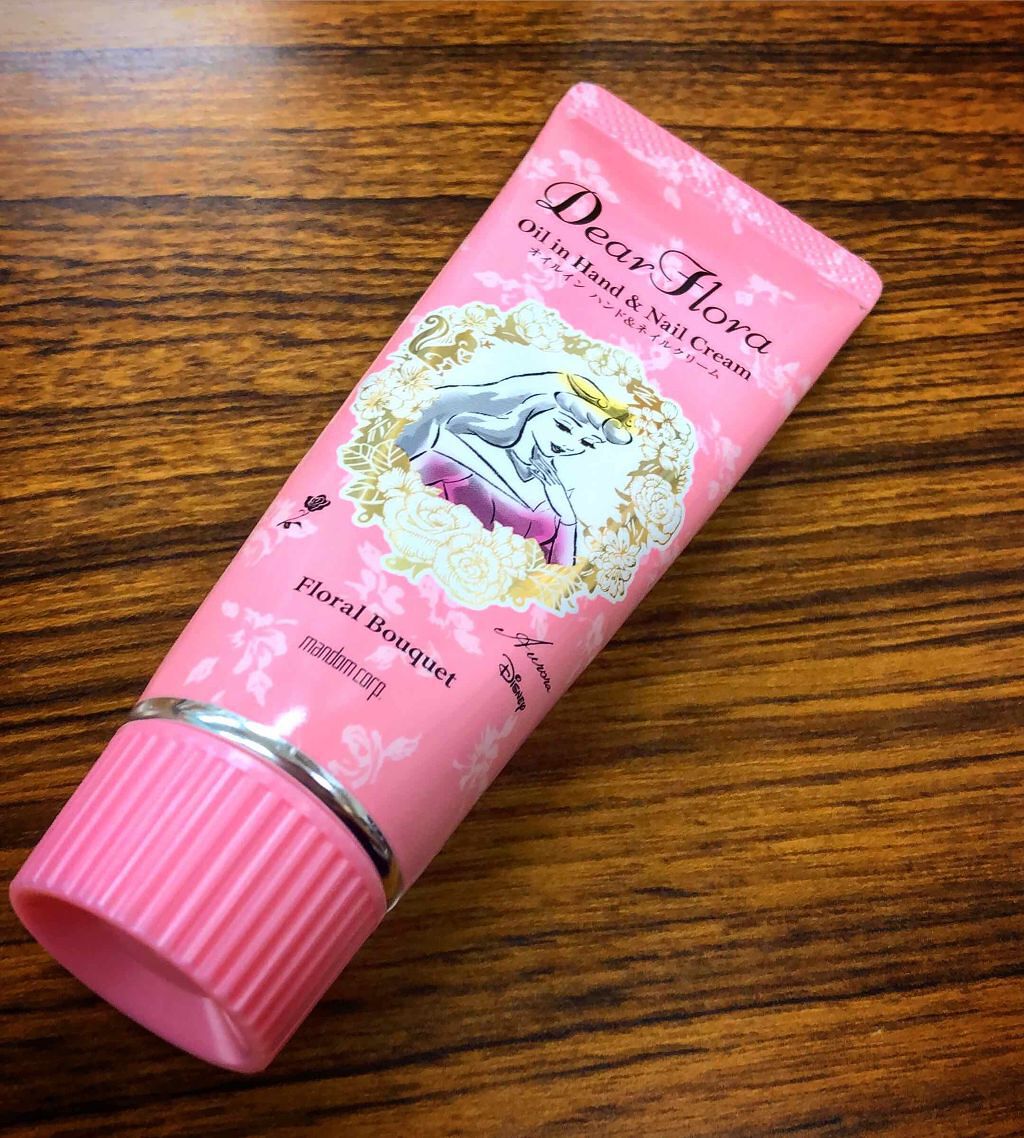 Dear Flora
Oil in Hand & Nail Cream
オイルイン ハンド&ネイルクリーム
Floral Bouquet
mandom corp.
Aurora
Disney